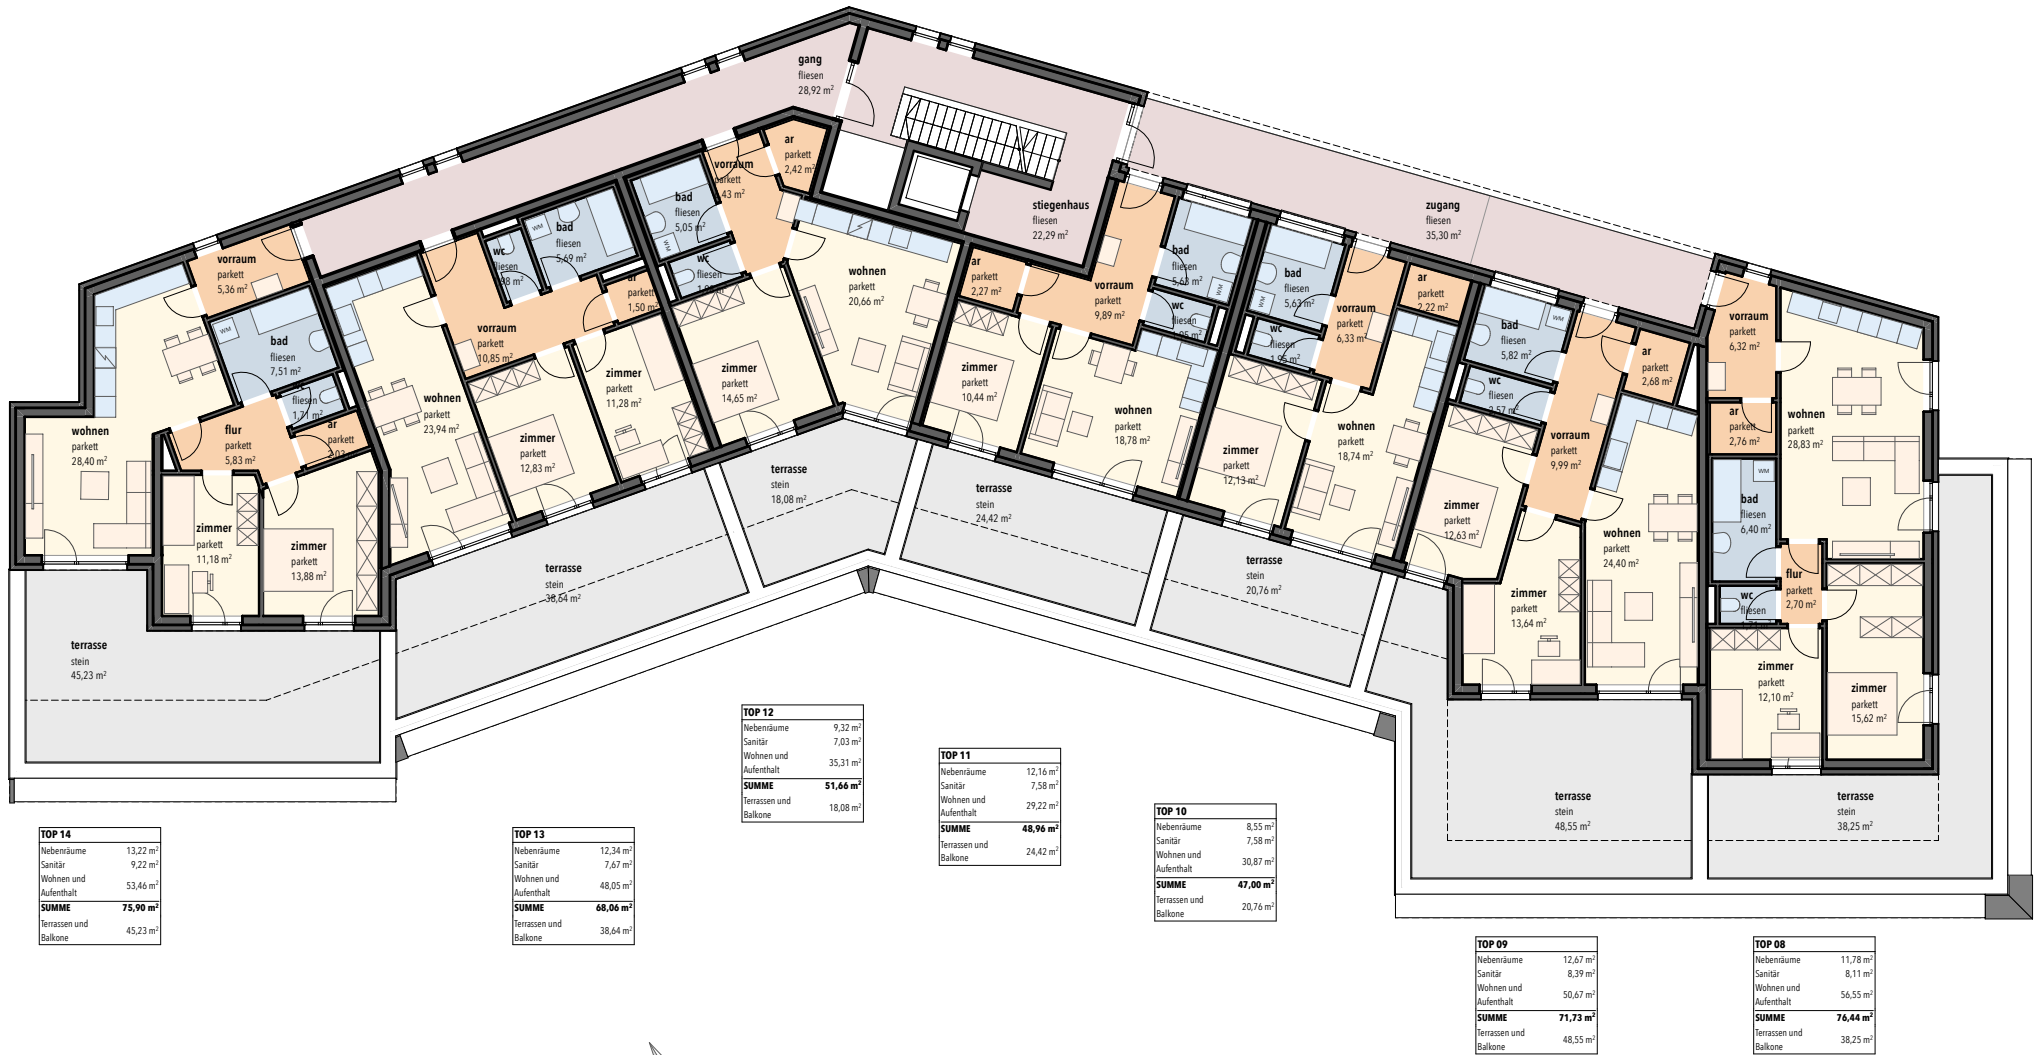 gang
fliesen
28,92 m²
stiegenhaus
fliesen
22,29 m²
zugang
fliesen
35,30 m²
vorraum
parkett
5,36 m²
bad
fliesen
7,51 m²
fliesen
1,71 m²
ar
parkett
flur
parkett
5,83 m²
wohnen
parkett
28,40 m²
zimmer
parkett
11,18 m²
zimmer
parkett
13,88 m²
terrasse
stein
45,23 m²
wohnen
parkett
23,94 m²
vorraum
parkett
10,85 m²
wc
fliesen
bad
fliesen
5,69 m²
WM
ar
parkett
1,50 m²
zimmer
parkett
12,83 m²
zimmer
parkett
11,28 m²
terrasse
stein
38,64 m²
bad
fliesen
5,05 m²
WM
wc
fliesen
vorraum
parkett
ar
parkett
2,42 m²
wohnen
parkett
20,66 m²
zimmer
parkett
14,65 m²
terrasse
stein
18,08 m²
ar
parkett
2,27 m²
vorraum
parkett
9,89 m²
bad
fliesen
5,63 m²
WM
wc
fliesen
zimmer
parkett
10,44 m²
wohnen
parkett
18,78 m²
terrasse
stein
24,42 m²
bad
fliesen
5,63 m²
WM
wc
fliesen
1,95 m²
vorraum
parkett
6,33 m²
ar
parkett
2,22 m²
zimmer
parkett
12,13 m²
wohnen
parkett
18,74 m²
terrasse
stein
20,76 m²
bad
fliesen
5,82 m²
WM
wc
fliesen
2,57 m²
ar
parkett
2,68 m²
vorraum
parkett
9,99 m²
zimmer
parkett
12,63 m²
zimmer
parkett
13,64 m²
wohnen
parkett
24,40 m²
terrasse
stein
48,55 m²
vorraum
parkett
6,32 m²
ar
parkett
2,76 m²
wohnen
parkett
28,83 m²
WM
bad
fliesen
6,40 m²
wc
fliesen
flur
parkett
2,70 m²
zimmer
parkett
12,10 m²
zimmer
parkett
15,62 m²
terrasse
stein
38,25 m²
WM
TOP 14
Nebenräume 13,22 m²
Sanitär 9,22 m²
Wohnen und
Aufenthalt 53,46 m²
SUMME 75,90 m²
Terrassen und
Balkone 45,23 m²
TOP 13
Nebenräume 12,34 m²
Sanitär 7,67 m²
Wohnen und
Aufenthalt 48,05 m²
SUMME 68,06 m²
Terrassen und
Balkone 38,64 m²
TOP 12
Nebenräume 9,32 m²
Sanitär 7,03 m²
Wohnen und
Aufenthalt 35,31 m²
SUMME 51,66 m²
Terrassen und
Balkone 18,08 m²
TOP 11
Nebenräume 12,16 m²
Sanitär 7,58 m²
Wohnen und
Aufenthalt 29,22 m²
SUMME 48,96 m²
Terrassen und
Balkone 24,42 m²
TOP 10
Nebenräume 8,55 m²
Sanitär 7,58 m²
Wohnen und
Aufenthalt 30,87 m²
SUMME 47,00 m²
Terrassen und
Balkone 20,76 m²
TOP 09
Nebenräume 12,67 m²
Sanitär 8,39 m²
Wohnen und
Aufenthalt 50,67 m²
SUMME 71,73 m²
Terrassen und
Balkone 48,55 m²
TOP 08
Nebenräume 11,78 m²
Sanitär 8,11 m²
Wohnen und
Aufenthalt 56,55 m²
SUMME 76,44 m²
Terrassen und
Balkone 38,25 m²